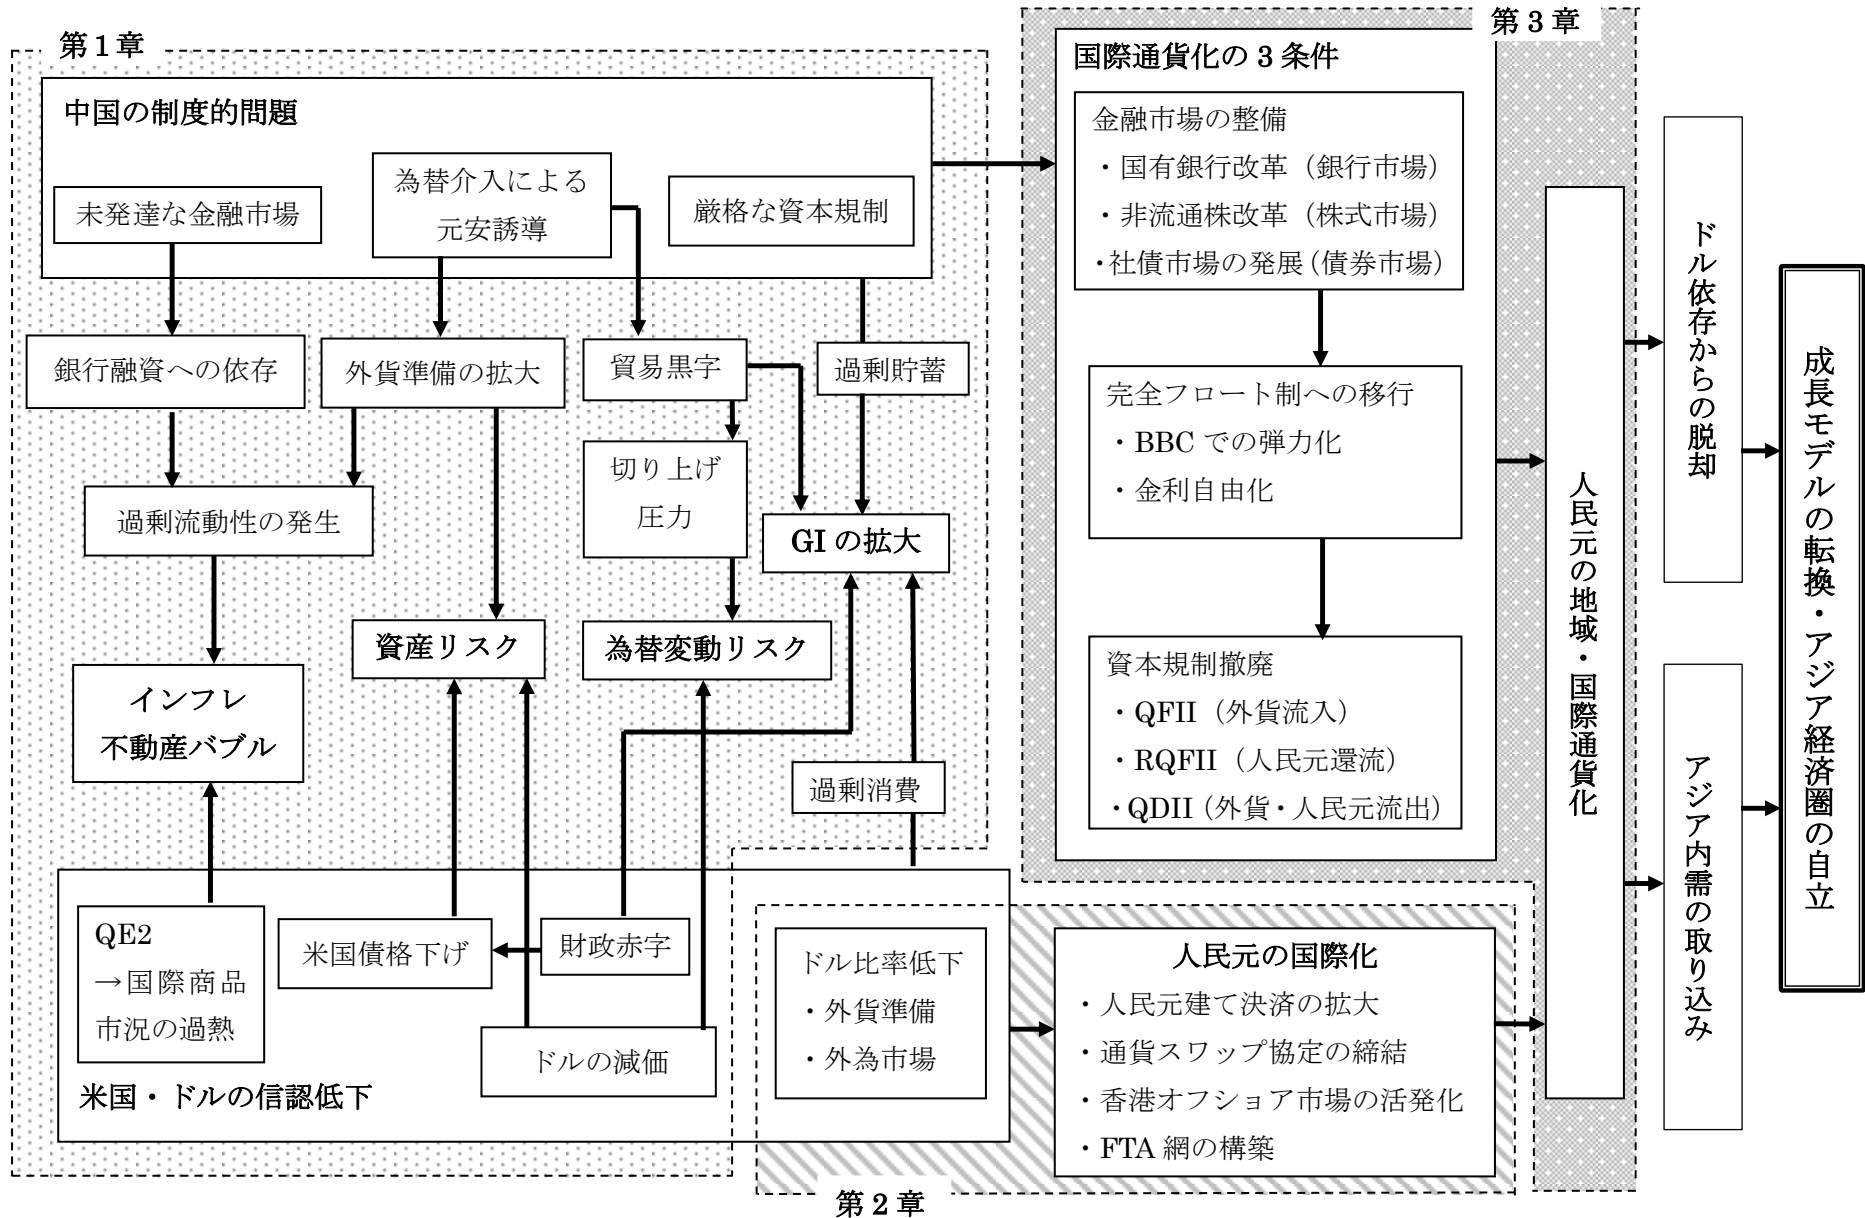 第1章
中国の制度的問題
未発達な金融市場
為替介入による
元安誘導
厳格な資本規制
銀行融資への依存
外貨準備の拡大
貿易黒字
過剰貯蓄
切り上げ
圧力
過剰流動性の発生
GI の拡大
資産リスク
為替変動リスク
インフレ
不動産バブル
過剰消費
QE2
→国際商品
市況の過熱
米国債格下げ
財政赤字
ドルの減価
米国・ドルの信認低下
ドル比率低下
・外貨準備
・外為市場
第2章
人民元の国際化
・人民元建て決済の拡大
・通貨スワップ協定の締結
・香港オフショア市場の活発化
・FTA 網の構築
第3章
国際通貨化の 3 条件
金融市場の整備
・国有銀行改革（銀行市場）
・非流通株改革（株式市場）
・社債市場の発展（債券市場）
完全フロート制への移行
・BBC での弾力化
・金利自由化
資本規制撤廃
・QFII（外貨流入）
・RQFII（人民元還流）
・QDII（外貨・人民元流出）
人民元の地域・国際通貨化
ドル依存からの脱却
アジア内需の取り込み
成長モデルの転換・アジア経済圏の自立